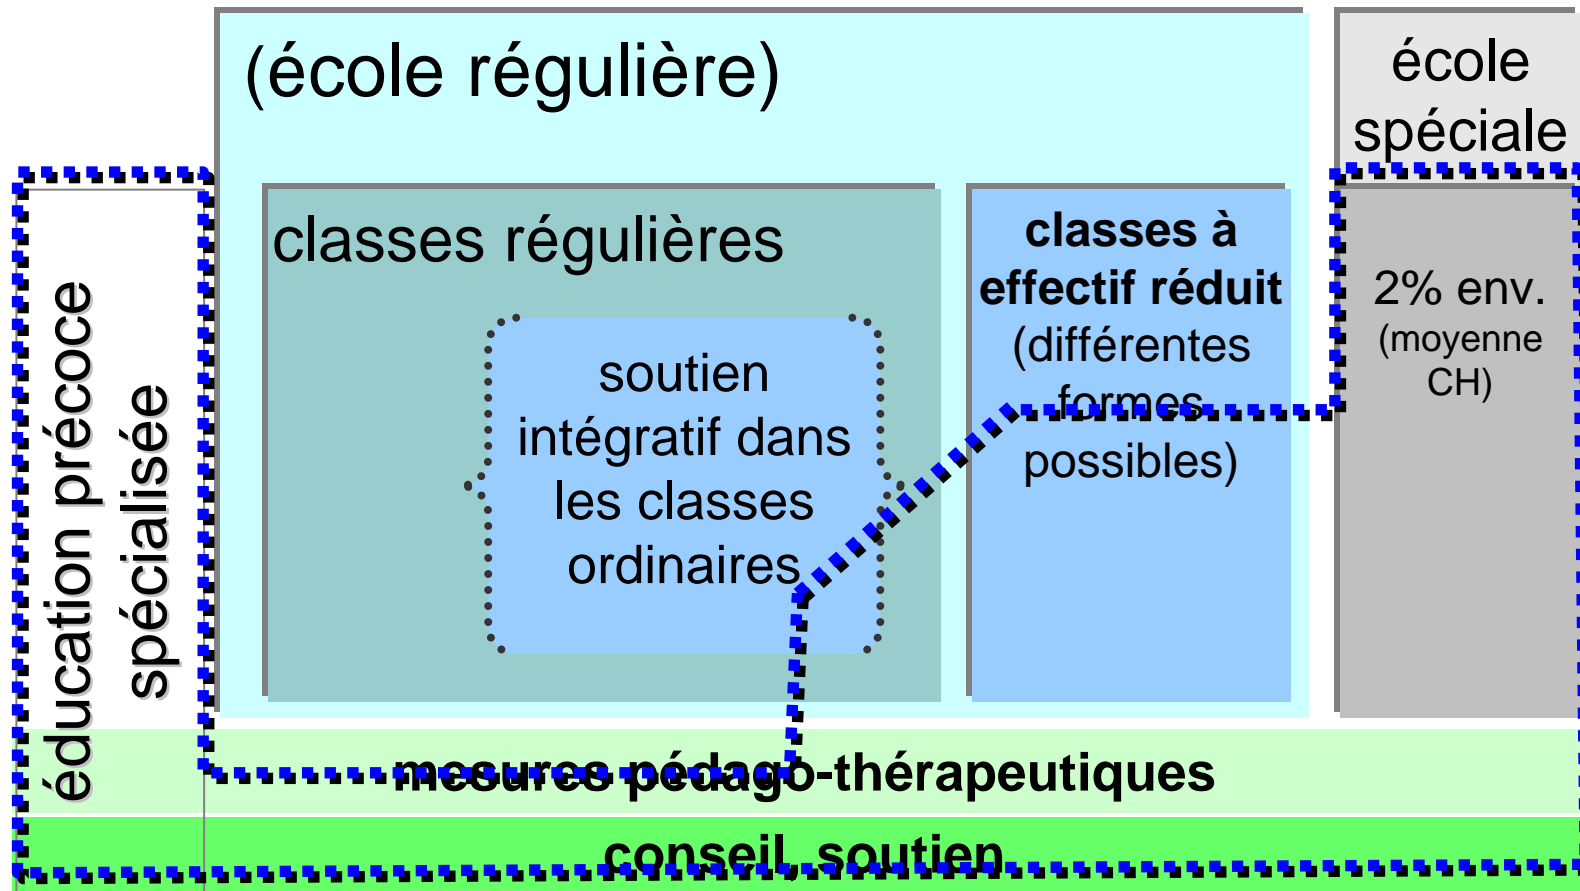 (école régulière)
école
spéciale
classes régulières
classes à
effectif réduit
(différentes
formes
possibles)
2% env.
(moyenne
CH)
soutien
intégratif dans
les classes
ordinaires
éducation précoce
spécialisée
mesures pédago-thérapeutiques
conseil, soutien